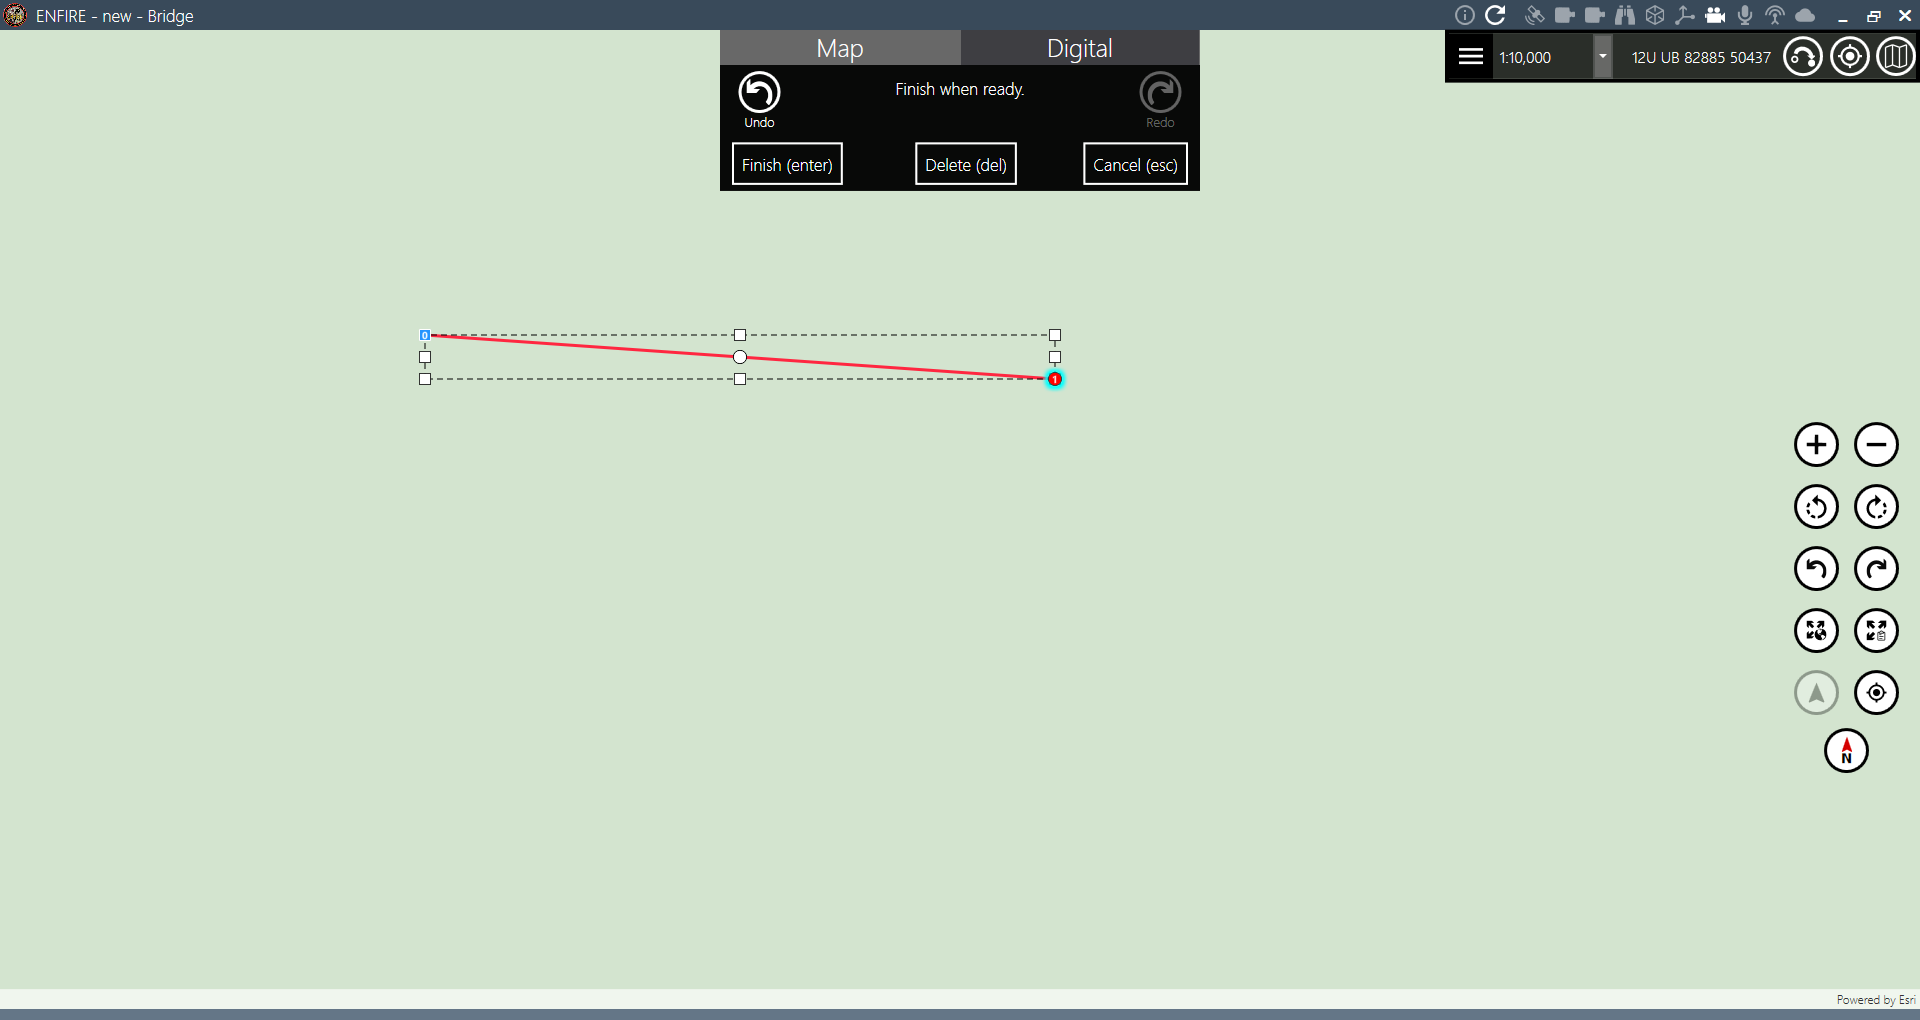 ENFIRE - new - Bridge
Map
Digital
1:10,000
12U UB 82885 50437
Finish when ready.
Undo
Redo
Finish (enter)
Delete (del)
Cancel (esc)
0
1
N
Powered by Esri